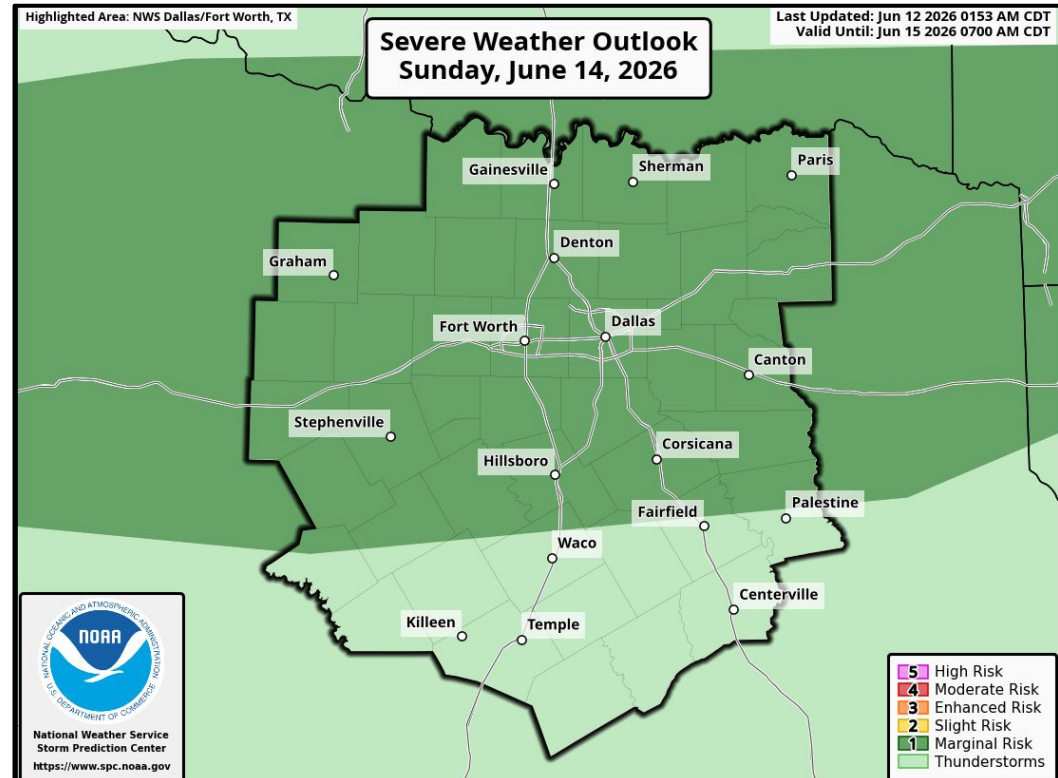 Highlighted Area: NWS Dallas/Fort Worth, TX
Last Updated: Jun 12 2026 0153 AM CDT
Valid Until: Jun 15 2026 0700 AM CDT
Severe Weather Outlook
Sunday, June 14, 2026
Gainesville
Sherman
Paris
Denton
Graham
Fort Worth
Dallas
Canton
Stephenville
Hillsboro
Corsicana
Fairfield
Palestine
Waco
Centerville
Killeen
Temple
NATIONAL OCEANIC AND ATMOSPHERIC ADMINISTRATION
NOAA
U.S. DEPARTMENT OF COMMERCE
National Weather Service
Storm Prediction Center
https://www.spc.noaa.gov
5 High Risk
4 Moderate Risk
3 Enhanced Risk
2 Slight Risk
1 Marginal Risk
Thunderstorms